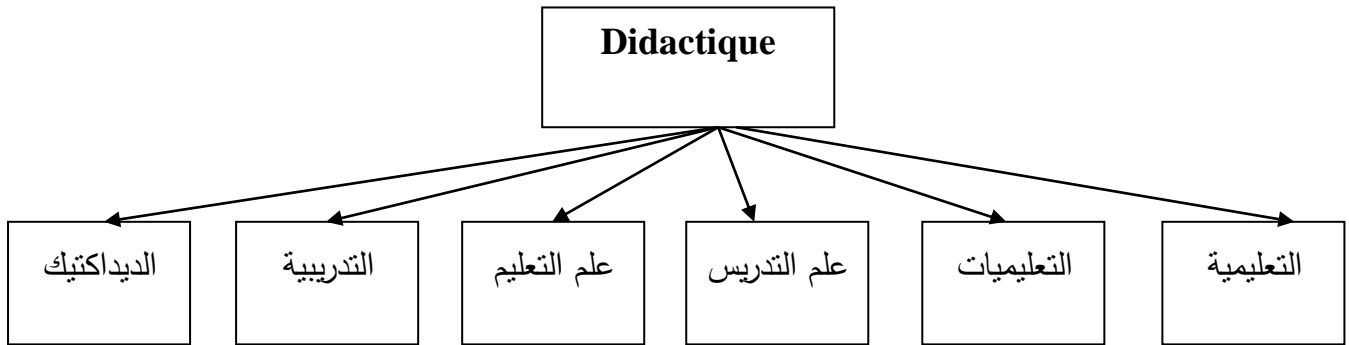 Didactique
التعليمية
التعليميات
علم التدريس
علم التعليم
التدريبية
الديداكتيك